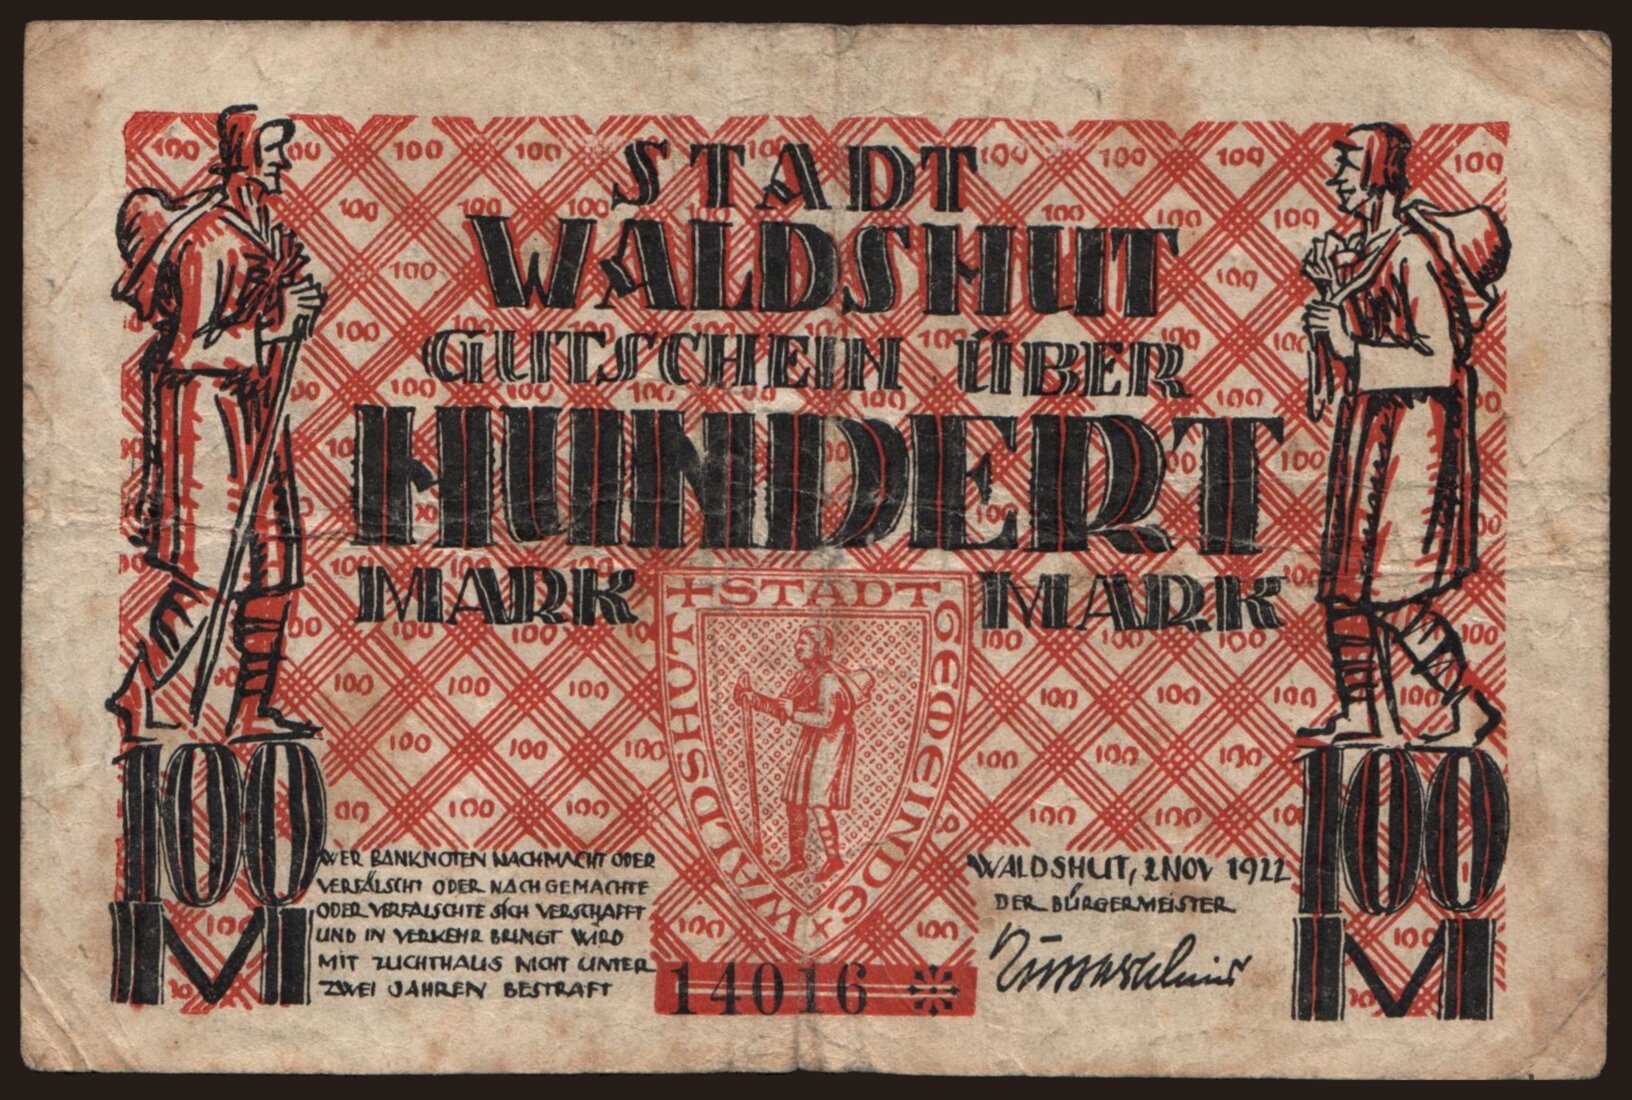 STADT
WALDSHUT
GUTSCHEIN ÜBER
HUNDERT
MARK MARK
+ STADT GEMEINDE × WALDSHUT
100 100
M M
WER BANKNOTEN NACHMACHT ODER
VERFÄLSCHT ODER NACHGEMACHTE
ODER VERFALSCHTE SICH VERSCHAFFT
UND IN VERKEHR BRINGT WIRD
MIT ZUCHTHAUS NICHT UNTER
ZWEI JAHREN BESTRAFT
WALDSHUT, 2 NOV 1922
DER BÜRGERMEISTER
14016